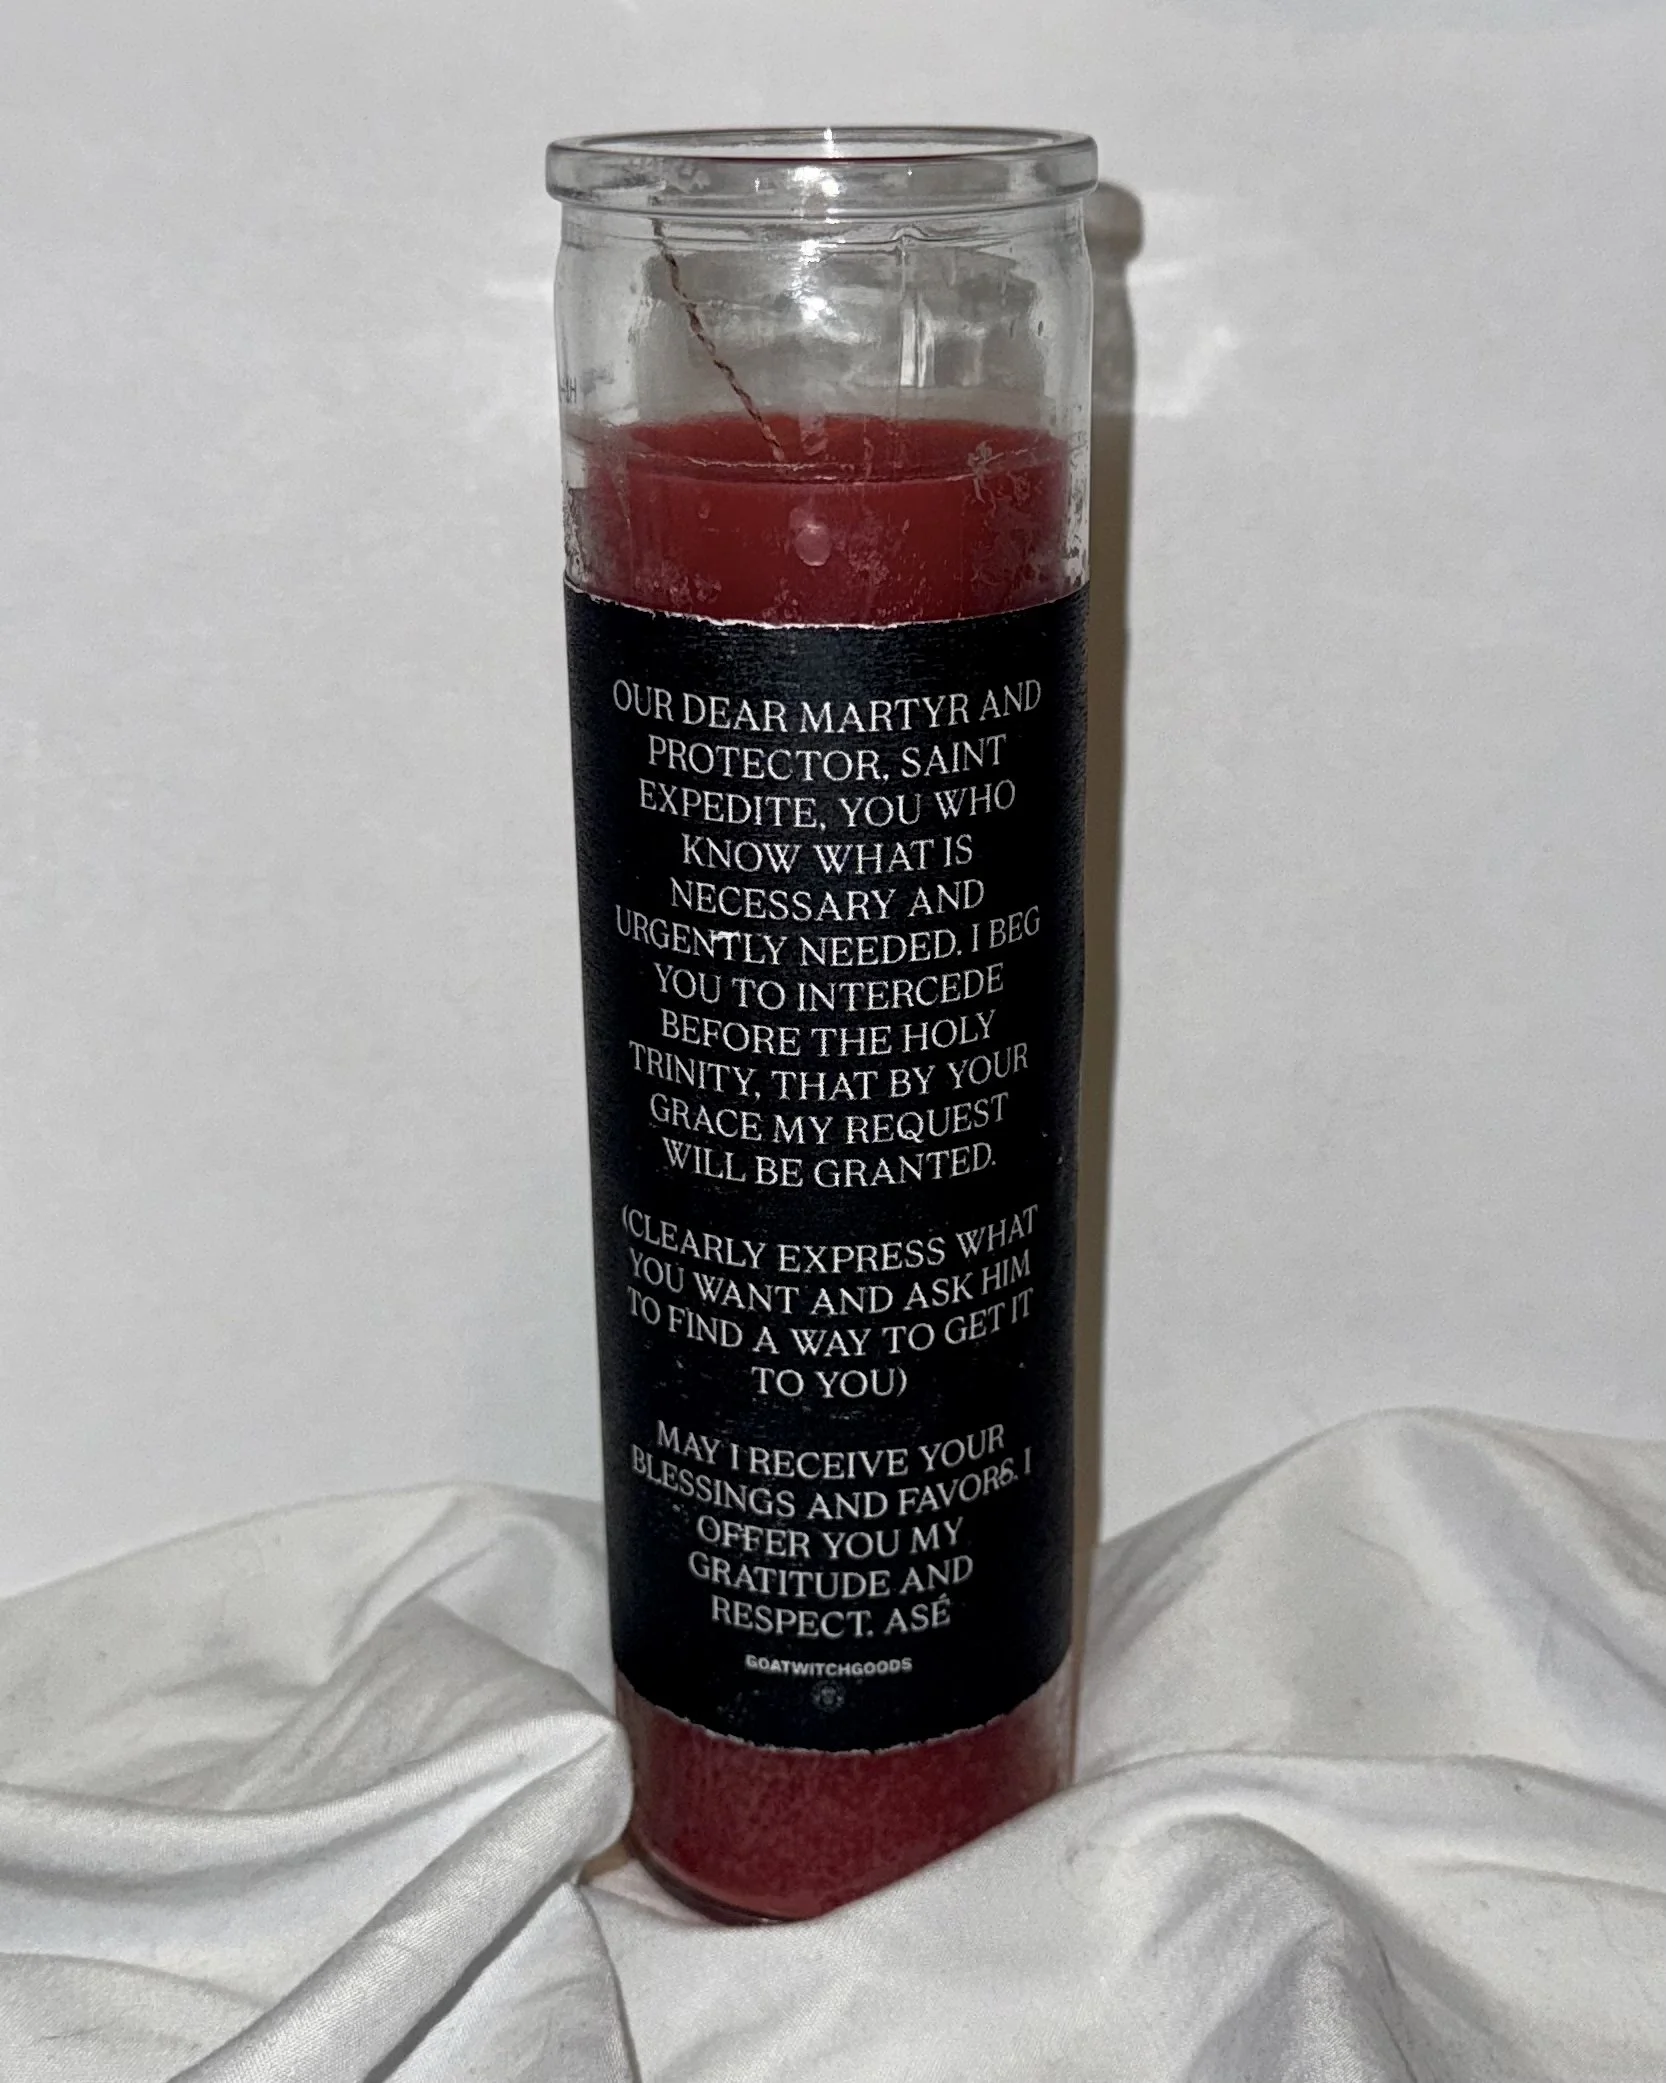 OUR DEAR MARTYR AND
PROTECTOR, SAINT
EXPEDITE, YOU WHO
KNOW WHAT IS
NECESSARY AND
URGENTLY NEEDED. I BEG
YOU TO INTERCEDE
BEFORE THE HOLY
TRINITY, THAT BY YOUR
GRACE MY REQUEST
WILL BE GRANTED.
(CLEARLY EXPRESS WHAT
YOU WANT AND ASK HIM
TO FIND A WAY TO GET IT
TO YOU)
MAY I RECEIVE YOUR
BLESSINGS AND FAVORS. I
OFFER YOU MY
GRATITUDE AND
RESPECT. ASÉ
GOATWITCHGOODS